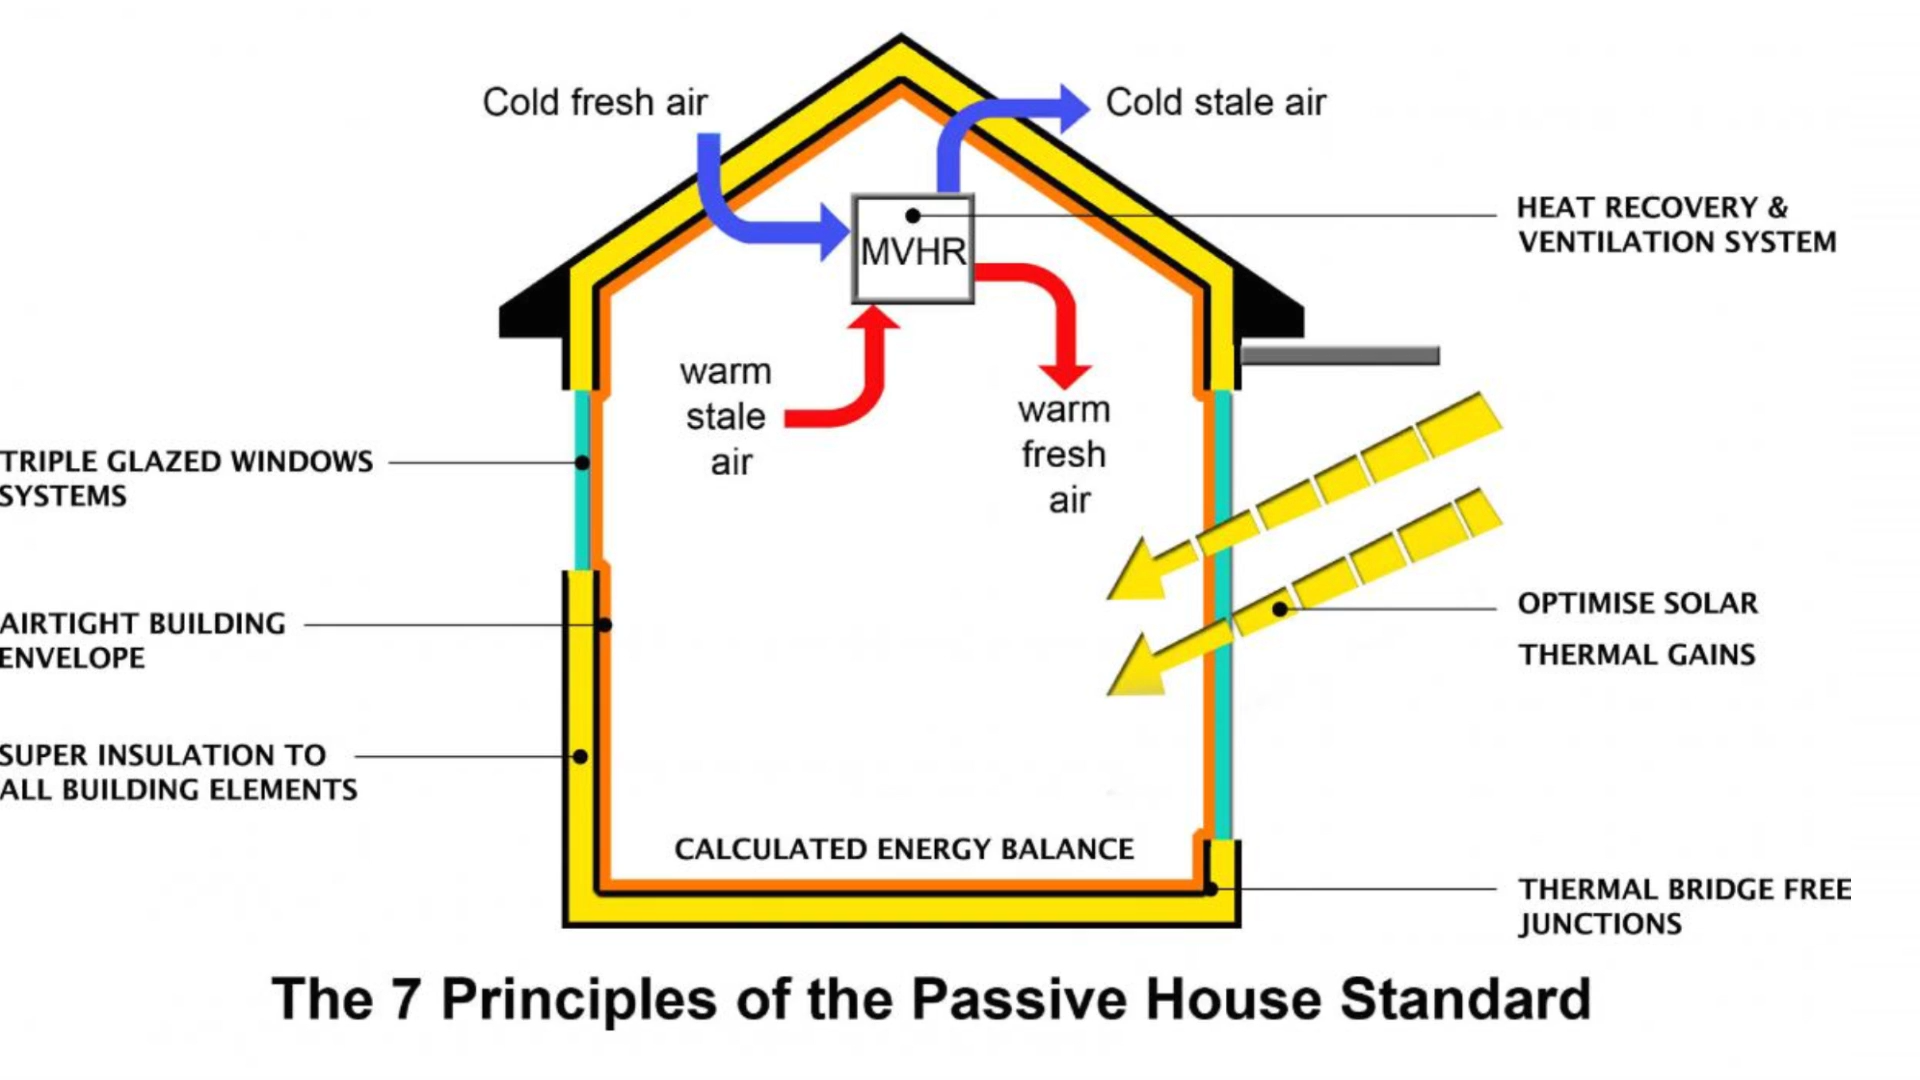 Cold fresh air
Cold stale air
HEAT RECOVERY &
VENTILATION SYSTEM
MVHR
warm
stale
air
warm
fresh
air
TRIPLE GLAZED WINDOWS
SYSTEMS
AIRTIGHT BUILDING
ENVELOPE
OPTIMISE SOLAR
THERMAL GAINS
SUPER INSULATION TO
ALL BUILDING ELEMENTS
CALCULATED ENERGY BALANCE
THERMAL BRIDGE FREE
JUNCTIONS
The 7 Principles of the Passive House Standard